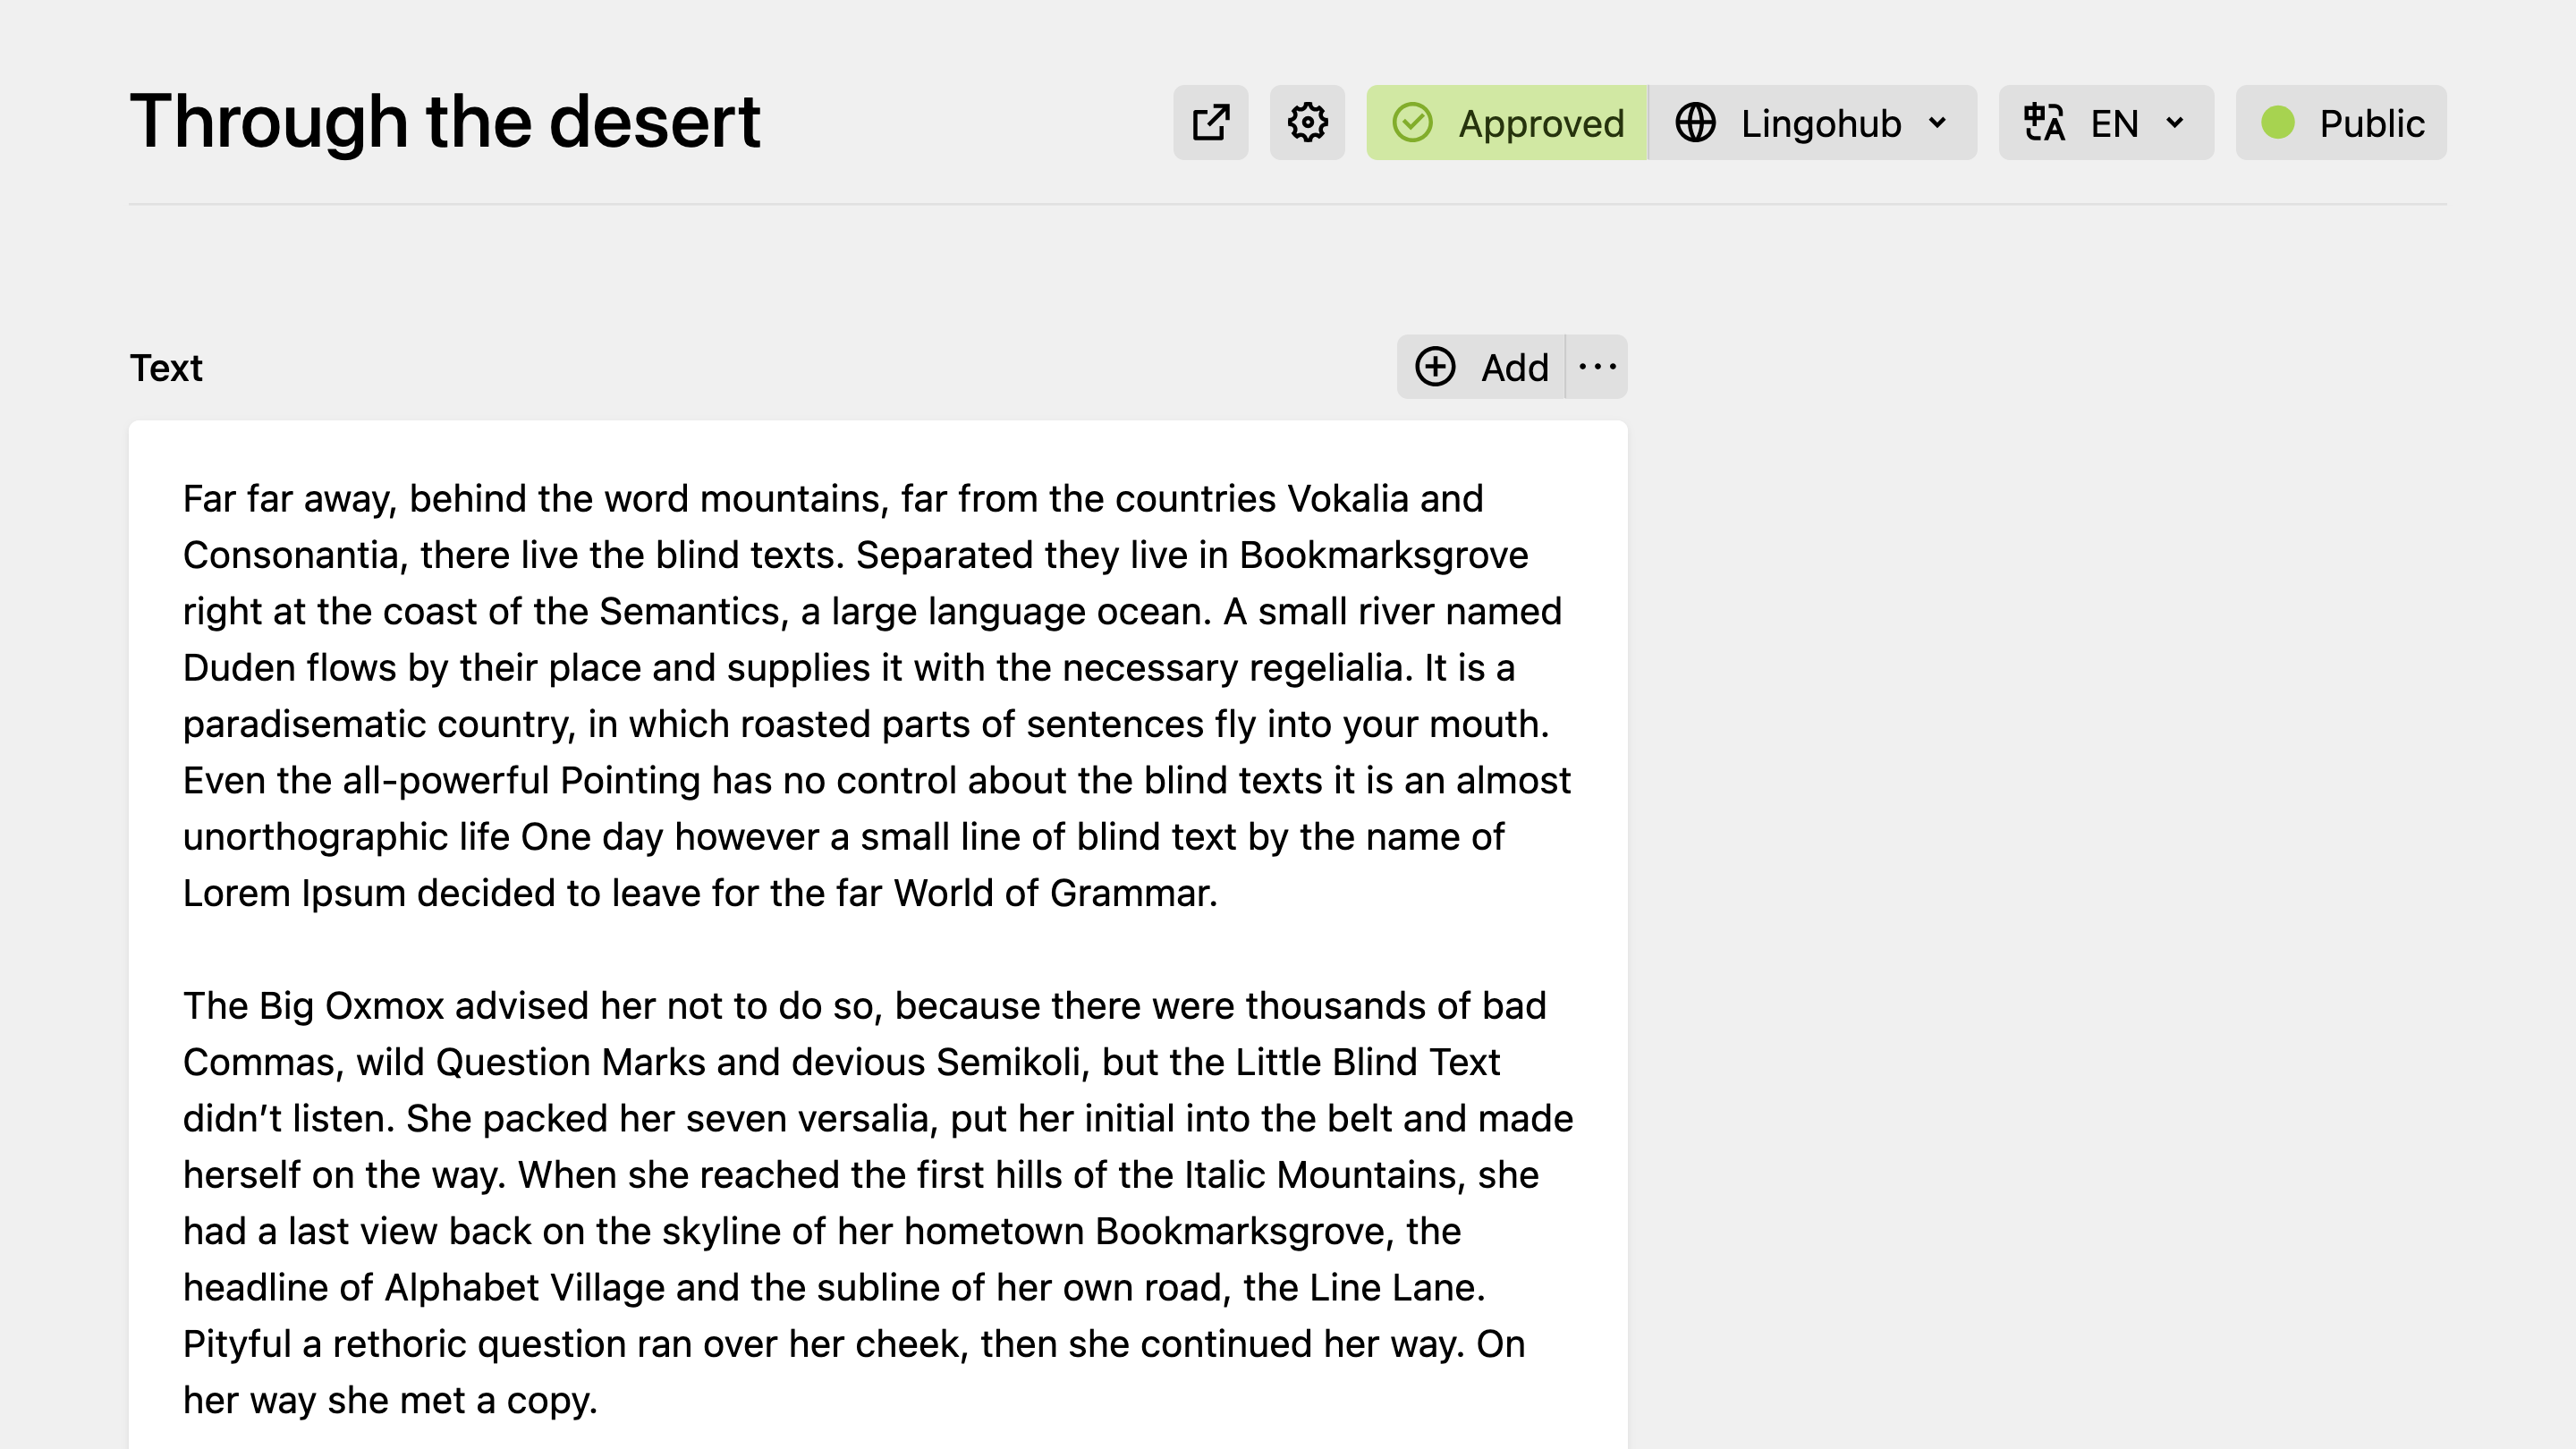 Through the desert
Approved
Lingohub
EN
Public
Text
Add
Far far away, behind the word mountains, far from the countries Vokalia and
Consonantia, there live the blind texts. Separated they live in Bookmarksgrove
right at the coast of the Semantics, a large language ocean. A small river named
Duden flows by their place and supplies it with the necessary regelialia. It is a
paradisematic country, in which roasted parts of sentences fly into your mouth.
Even the all-powerful Pointing has no control about the blind texts it is an almost
unorthographic life One day however a small line of blind text by the name of
Lorem Ipsum decided to leave for the far World of Grammar.
The Big Oxmox advised her not to do so, because there were thousands of bad
Commas, wild Question Marks and devious Semikoli, but the Little Blind Text
didn’t listen. She packed her seven versalia, put her initial into the belt and made
herself on the way. When she reached the first hills of the Italic Mountains, she
had a last view back on the skyline of her hometown Bookmarksgrove, the
headline of Alphabet Village and the subline of her own road, the Line Lane.
Pityful a rethoric question ran over her cheek, then she continued her way. On
her way she met a copy.